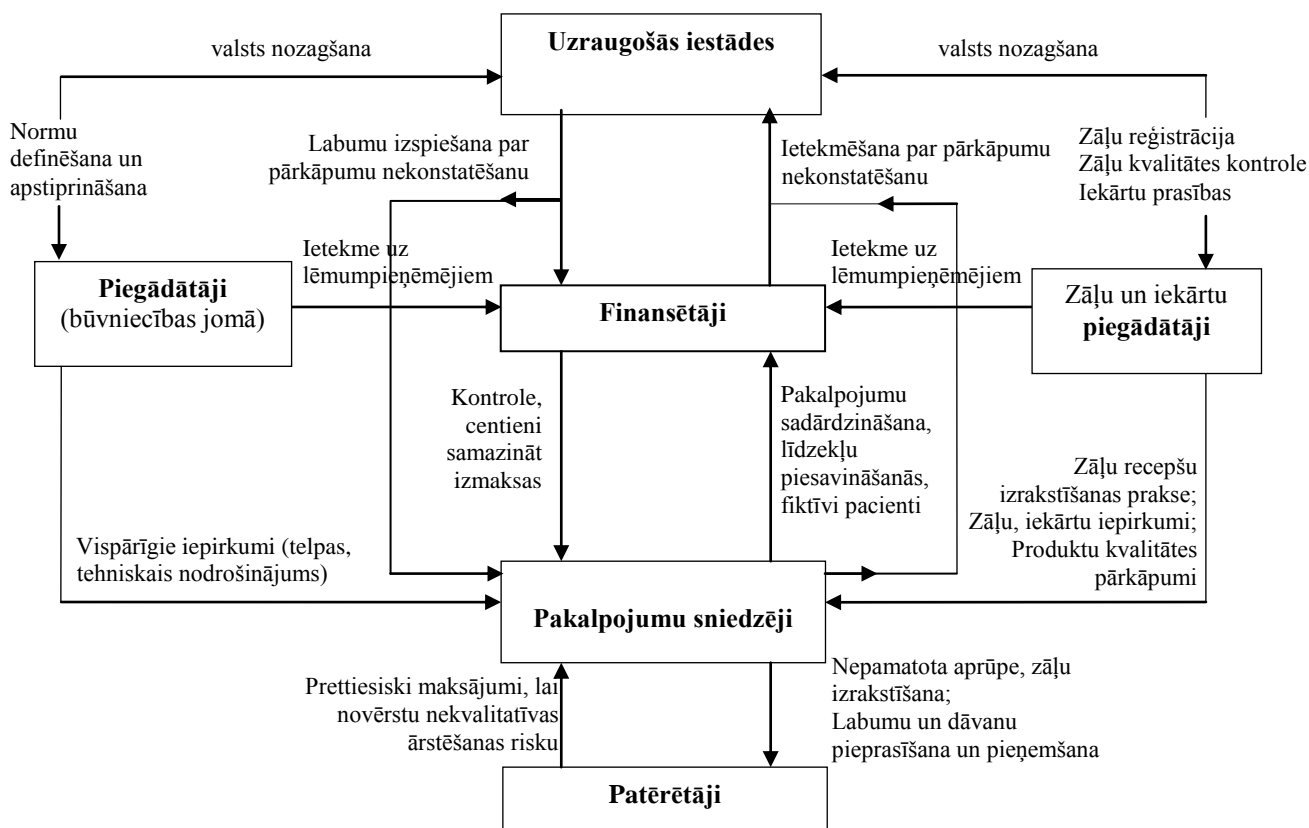 Uzraugošās iestādes
valsts nozagšana
valsts nozagšana
Normu
definēšana un
apstiprināšana
Labumu izspiešana par
pārkāpumu nekonstatēšanu
Ietekmēšana par pārkāpumu
nekonstatēšanu
Zāļu reģistrācija
Zāļu kvalitātes kontrole
Iekārtu prasības
Ietekme uz
lēmumpieņēmējiem
Ietekme uz
lēmumpieņēmējiem
Piegādātāji
(būvniecības jomā)
Finansētāji
Zāļu un iekārtu
piegādātāji
Kontrole,
centieni
samazināt
izmaksas
Pakalpojumu
sadārdzināšana,
līdzekļu
piesavināšanās,
fiktīvi pacienti
Zāļu recepšu
izrakstīšanas prakse;
Zāļu, iekārtu iepirkumi;
Produktu kvalitātes
pārkāpumi
Vispārīgie iepirkumi (telpas,
tehniskais nodrošinājums)
Pakalpojumu sniedzēji
Prettiesiski maksājumi, lai
novērstu nekvalitatīvas
ārstēšanas risku
Nepamatota aprūpe, zāļu
izrakstīšana;
Labumu un dāvanu
pieprasīšana un pieņemšana
Patērētāji